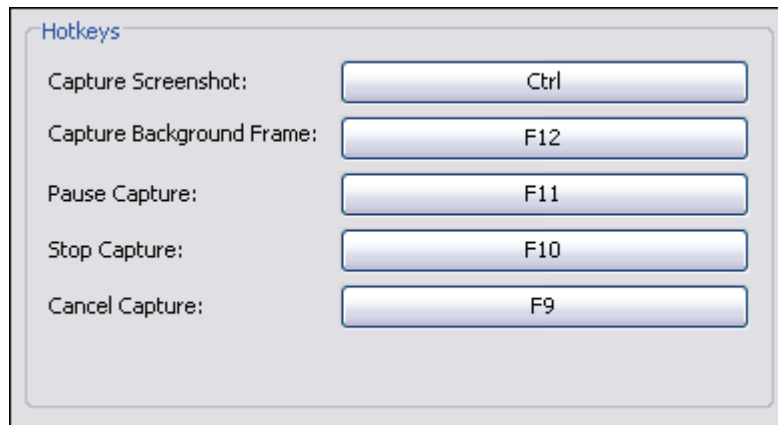 Hotkeys
Capture Screenshot: Ctrl
Capture Background Frame: F12
Pause Capture: F11
Stop Capture: F10
Cancel Capture: F9